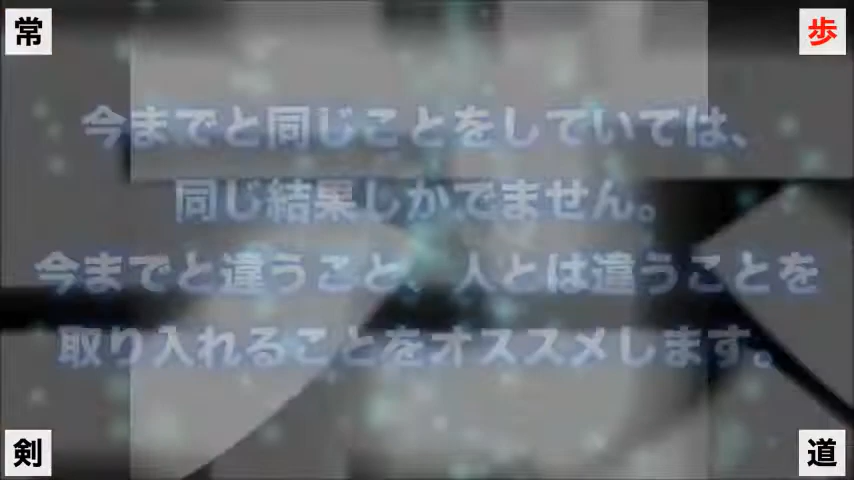 常
歩
今までと同じことをしていては、
同じ結果しかでません。
今までと違うこと、人とは違うことを
取り入れることをオススメします。
剣
道